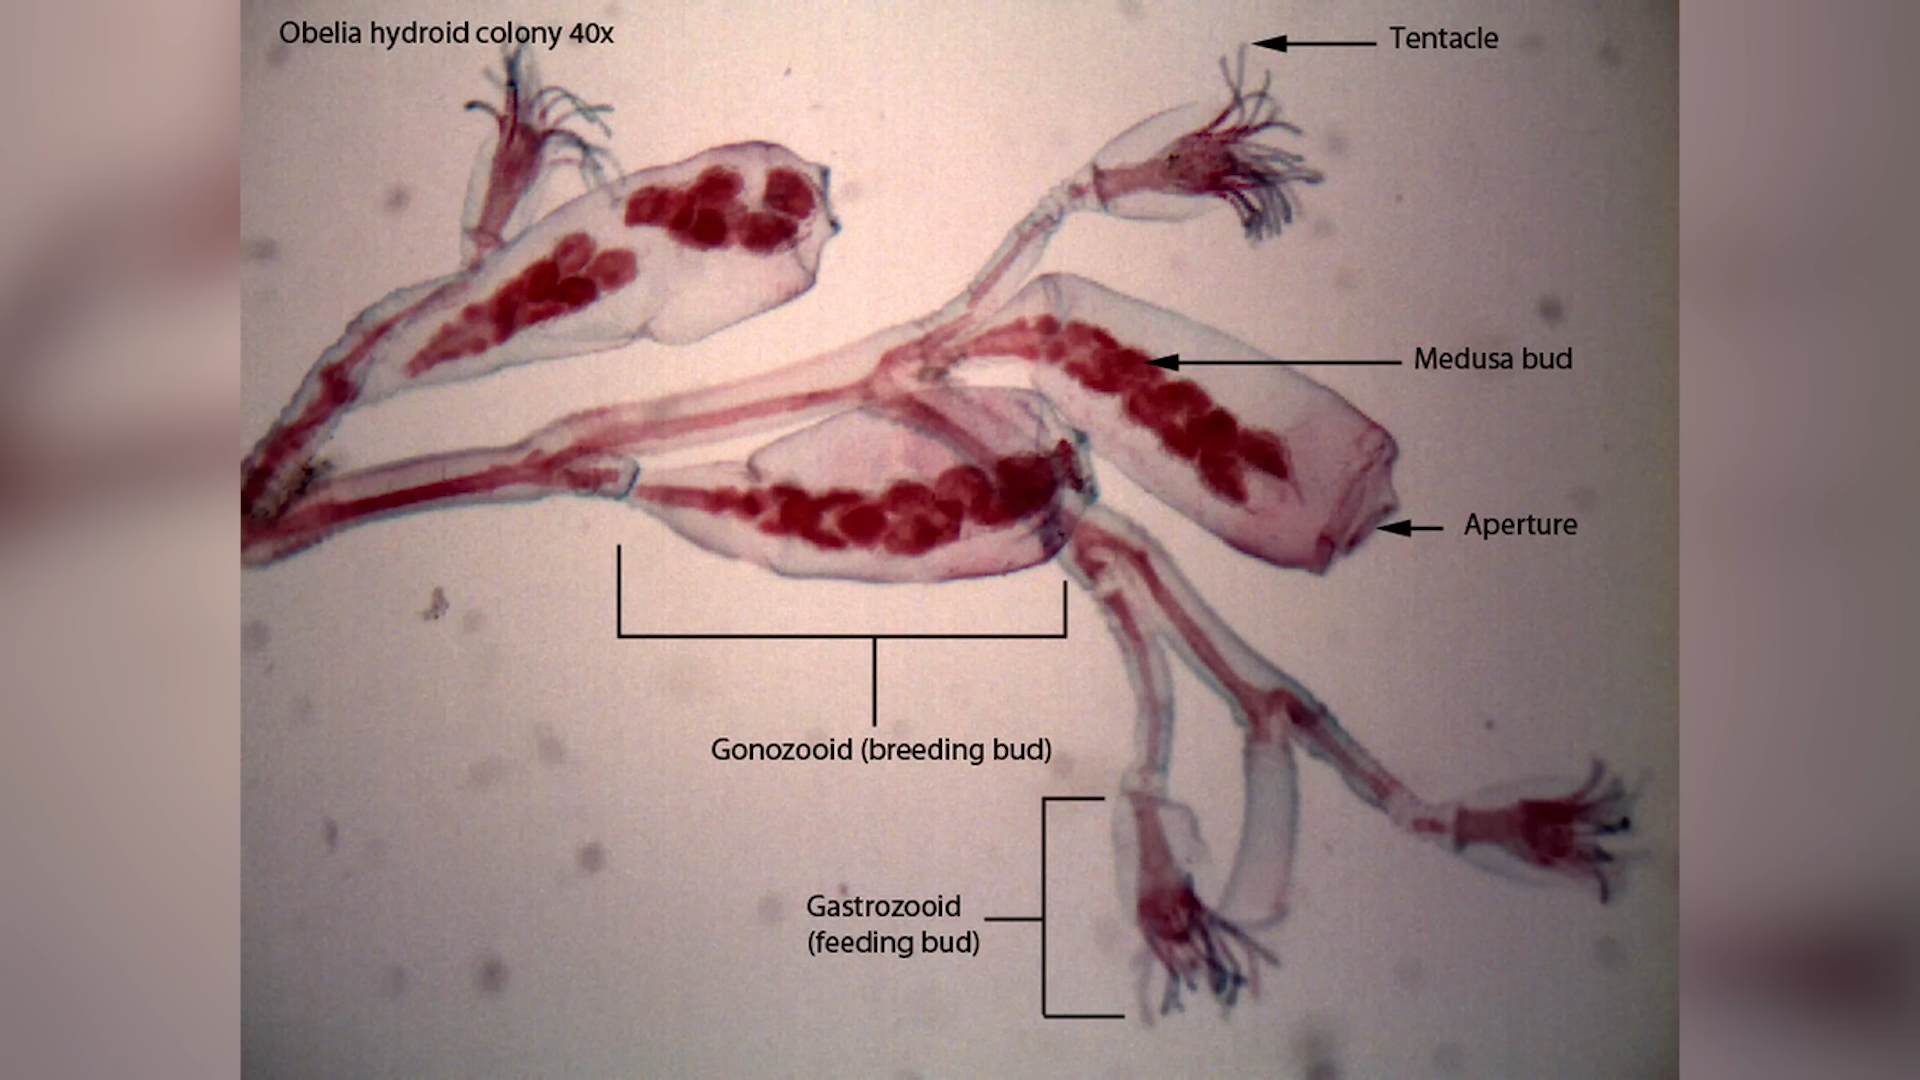 Obelia hydroid colony 40x
Tentacle
Medusa bud
Aperture
Gonozooid (breeding bud)
Gastrozooid
(feeding bud)